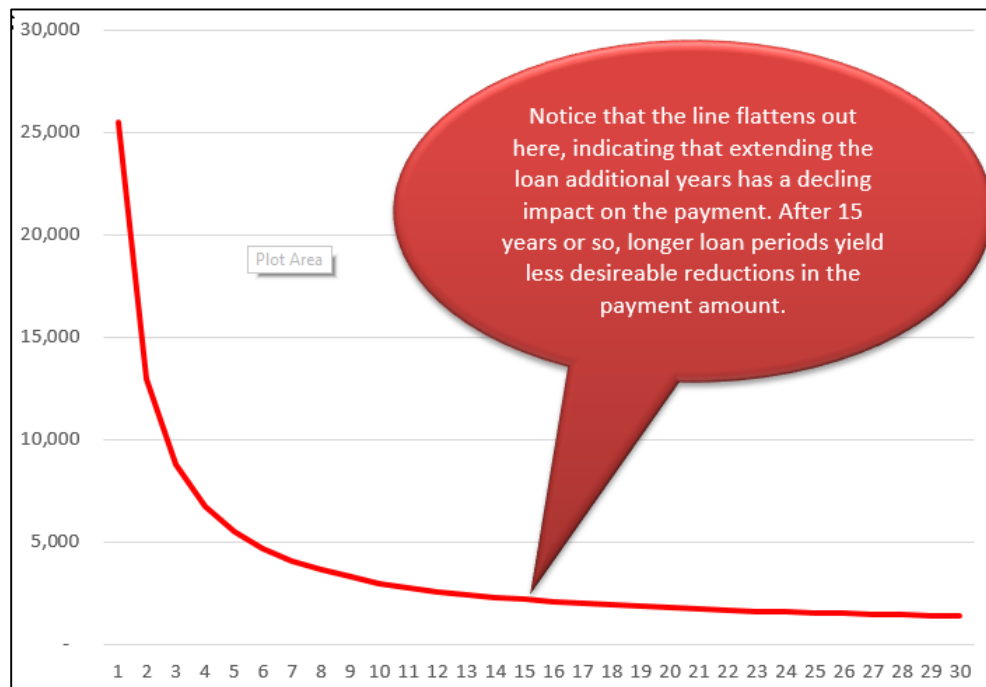 30,000
25,000
20,000
15,000
10,000
5,000
-
Notice that the line flattens out
here, indicating that extending the
loan additional years has a decling
impact on the payment. After 15
years or so, longer loan periods yield
less desireable reductions in the
payment amount.
Plot Area
1 2 3 4 5 6 7 8 9 10 11 12 13 14 15 16 17 18 19 20 21 22 23 24 25 26 27 28 29 30